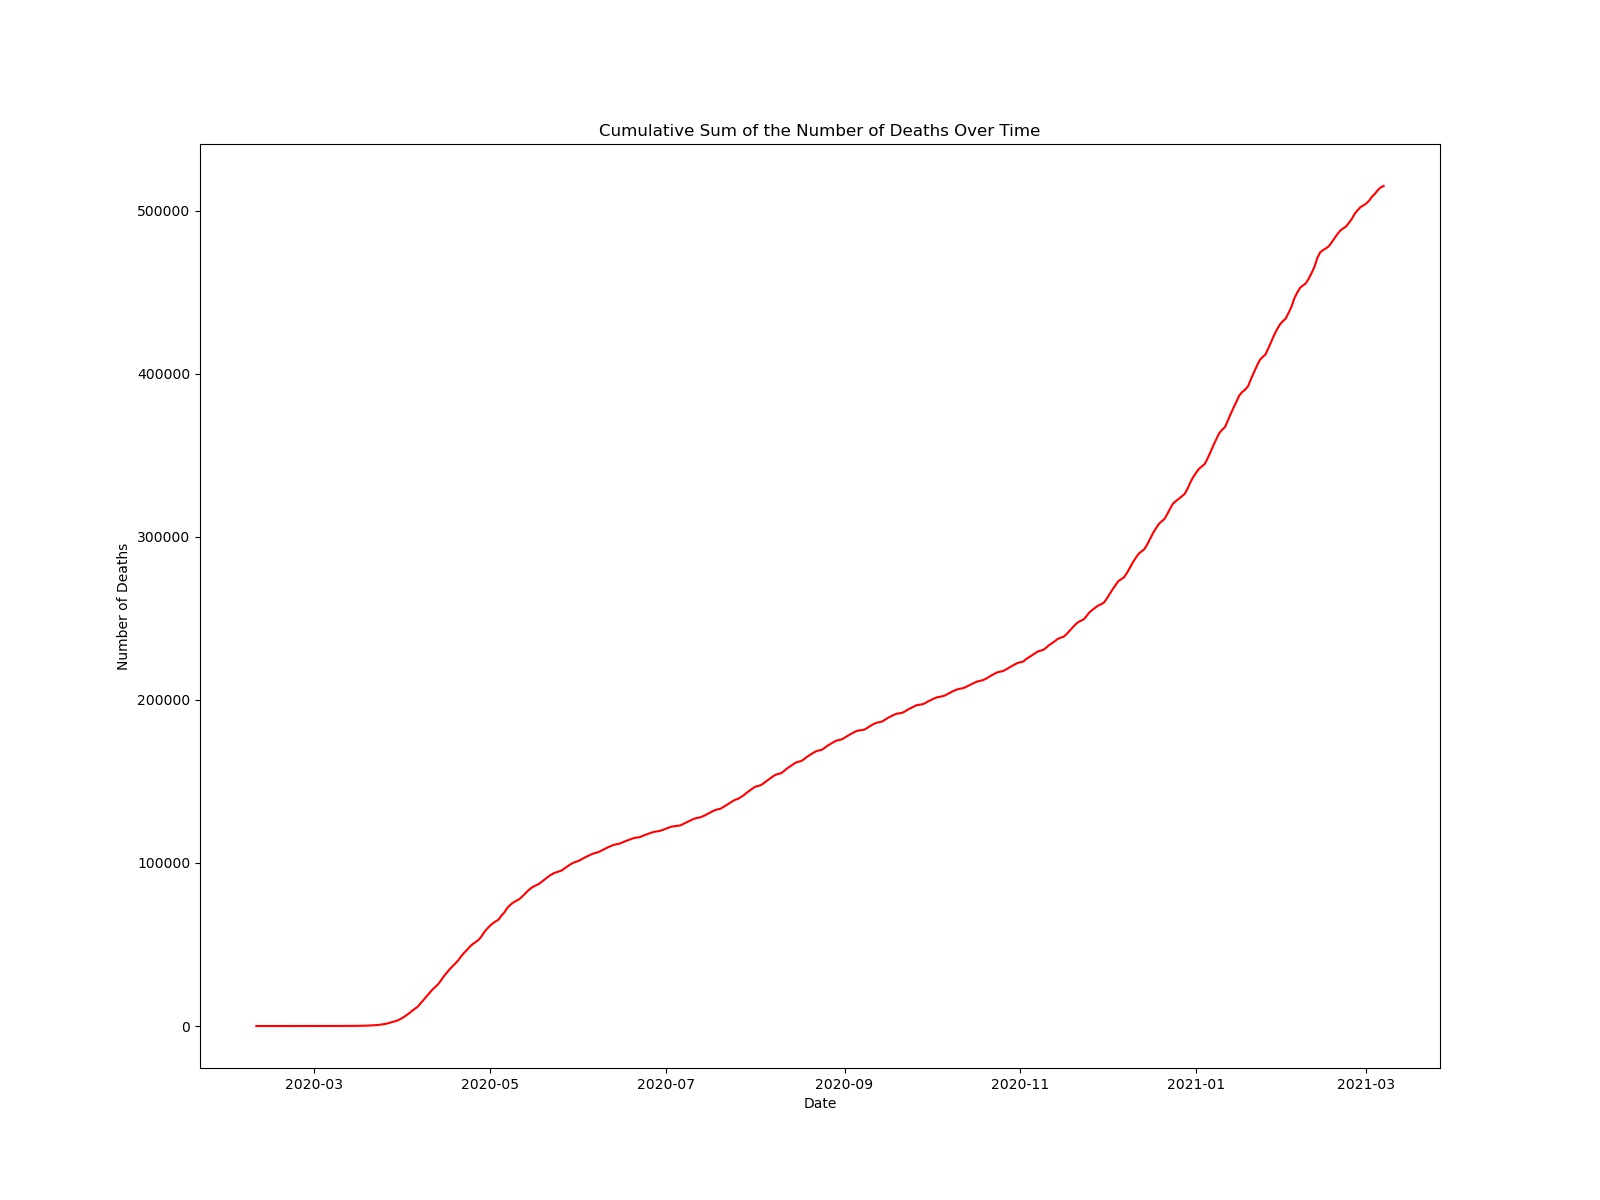 Cumulative Sum of the Number of Deaths Over Time
500000
400000
300000
200000
100000
0
Number of Deaths
2020-03 2020-05 2020-07 2020-09 2020-11 2021-01 2021-03
Date